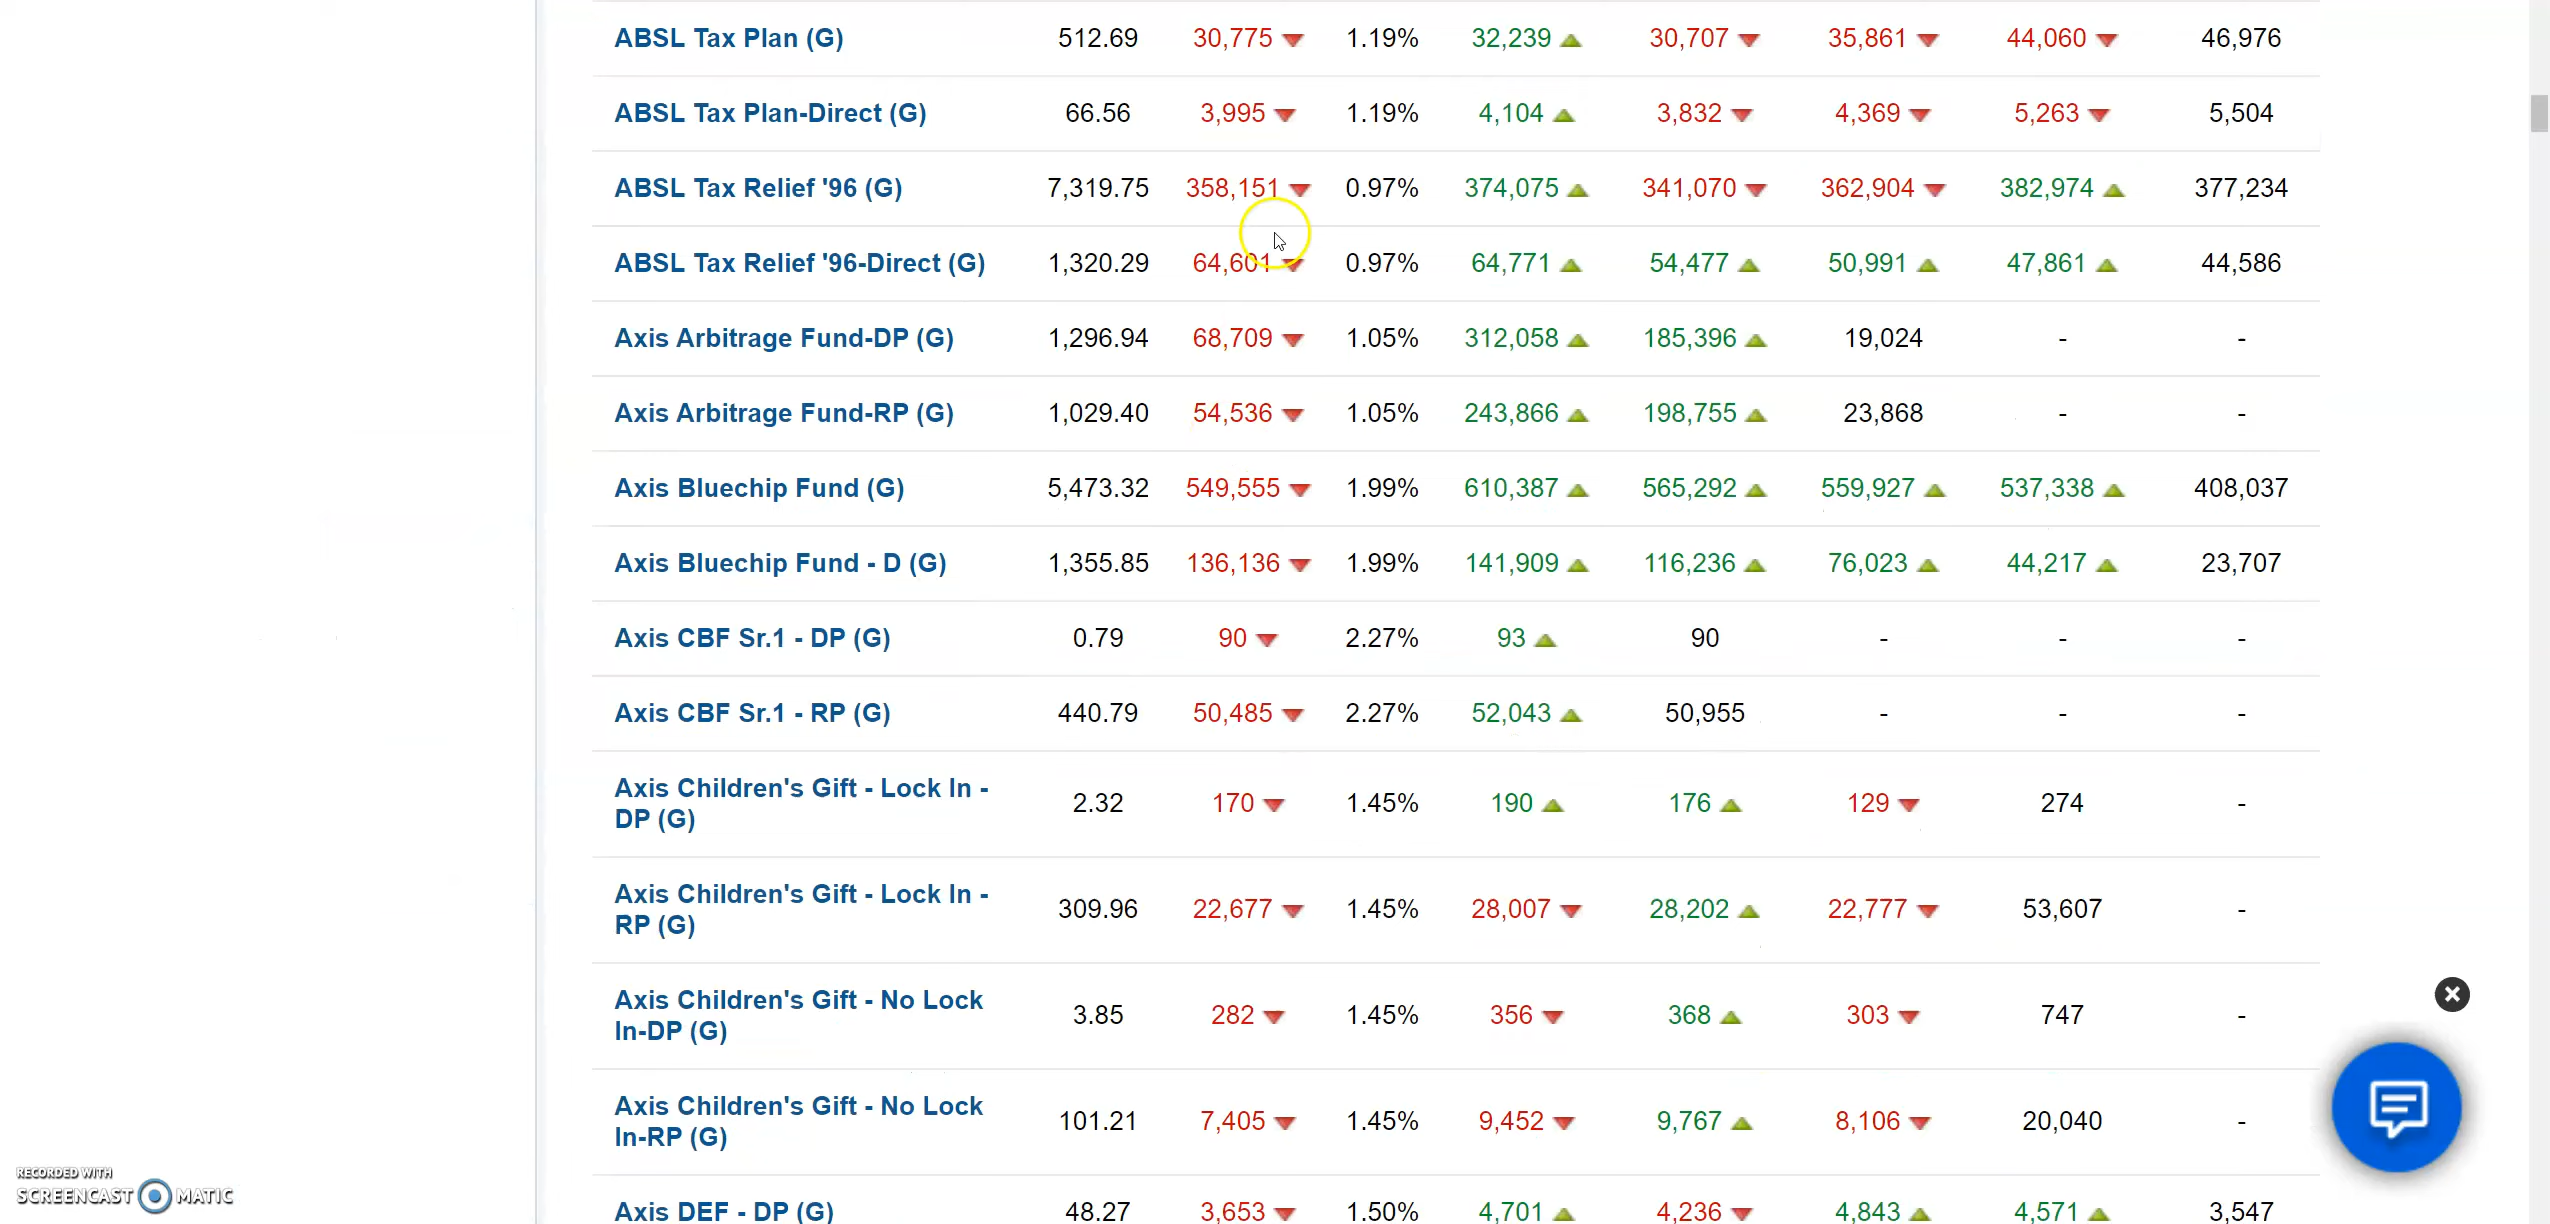 ABSL Tax Plan (G) 512.69 30,775 1.19% 32,239 30,707 35,861 44,060 46,976
ABSL Tax Plan-Direct (G) 66.56 3,995 1.19% 4,104 3,832 4,369 5,263 5,504
ABSL Tax Relief '96 (G) 7,319.75 358,151 0.97% 374,075 341,070 362,904 382,974 377,234
ABSL Tax Relief '96-Direct (G) 1,320.29 64,601 0.97% 64,771 54,477 50,991 47,861 44,586
Axis Arbitrage Fund-DP (G) 1,296.94 68,709 1.05% 312,058 185,396 19,024 - -
Axis Arbitrage Fund-RP (G) 1,029.40 54,536 1.05% 243,866 198,755 23,868 - -
Axis Bluechip Fund (G) 5,473.32 549,555 1.99% 610,387 565,292 559,927 537,338 408,037
Axis Bluechip Fund - D (G) 1,355.85 136,136 1.99% 141,909 116,236 76,023 44,217 23,707
Axis CBF Sr.1 - DP (G) 0.79 90 2.27% 93 90 - - -
Axis CBF Sr.1 - RP (G) 440.79 50,485 2.27% 52,043 50,955 - - -
Axis Children's Gift - Lock In -
DP (G) 2.32 170 1.45% 190 176 129 274 -
Axis Children's Gift - Lock In -
RP (G) 309.96 22,677 1.45% 28,007 28,202 22,777 53,607 -
Axis Children's Gift - No Lock
In-DP (G) 3.85 282 1.45% 356 368 303 747 -
Axis Children's Gift - No Lock
In-RP (G) 101.21 7,405 1.45% 9,452 9,767 8,106 20,040 -
Axis DEF - DP (G) 48.27 3,653 1.50% 4,701 4,236 4,843 4,571 3,547
RECORDED WITH
SCREENCAST MATIC